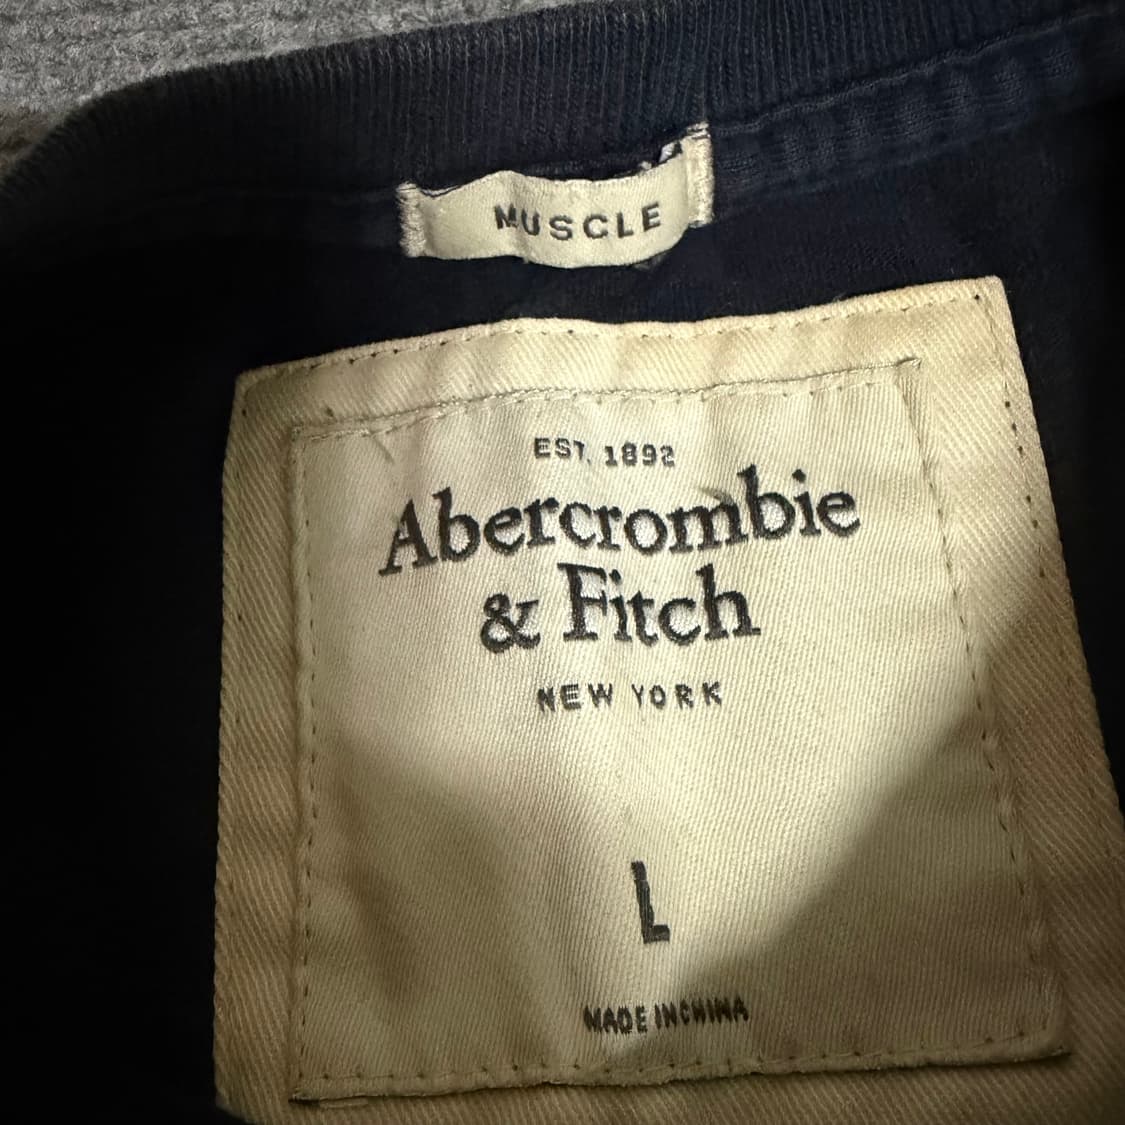 MUSCLE
EST. 1892
Abercrombie
& Fitch
NEW YORK
L
MADE IN CHINA